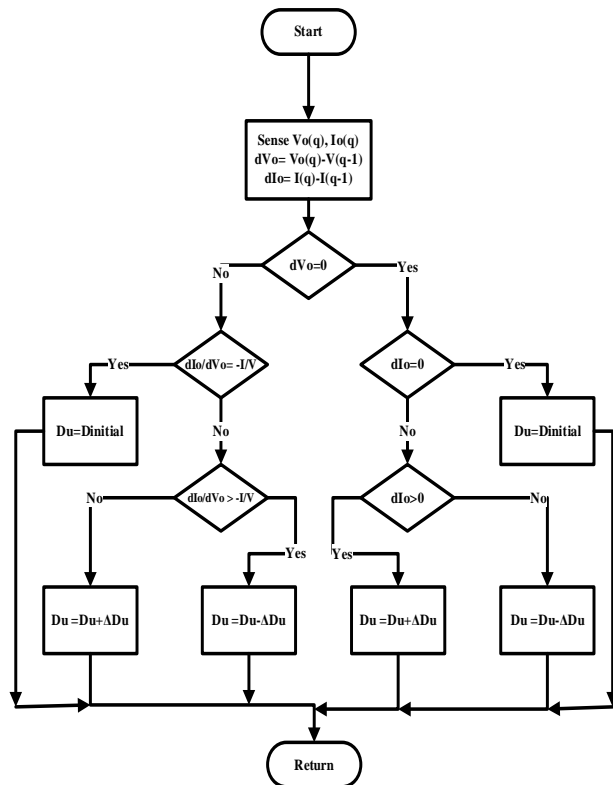 Start
Sense Vo(q), Io(q)
dVo= Vo(q)-V(q-1)
dIo= I(q)-I(q-1)
dVo=0
No
Yes
dIo/dVo= -I/V
dIo=0
Yes
Yes
Du=Dinitial
Du=Dinitial
No
No
dIo/dVo > -I/V
dIo>0
No
Yes
Yes
No
Du =Du+ΔDu
Du =Du-ΔDu
Du =Du+ΔDu
Du =Du-ΔDu
Return